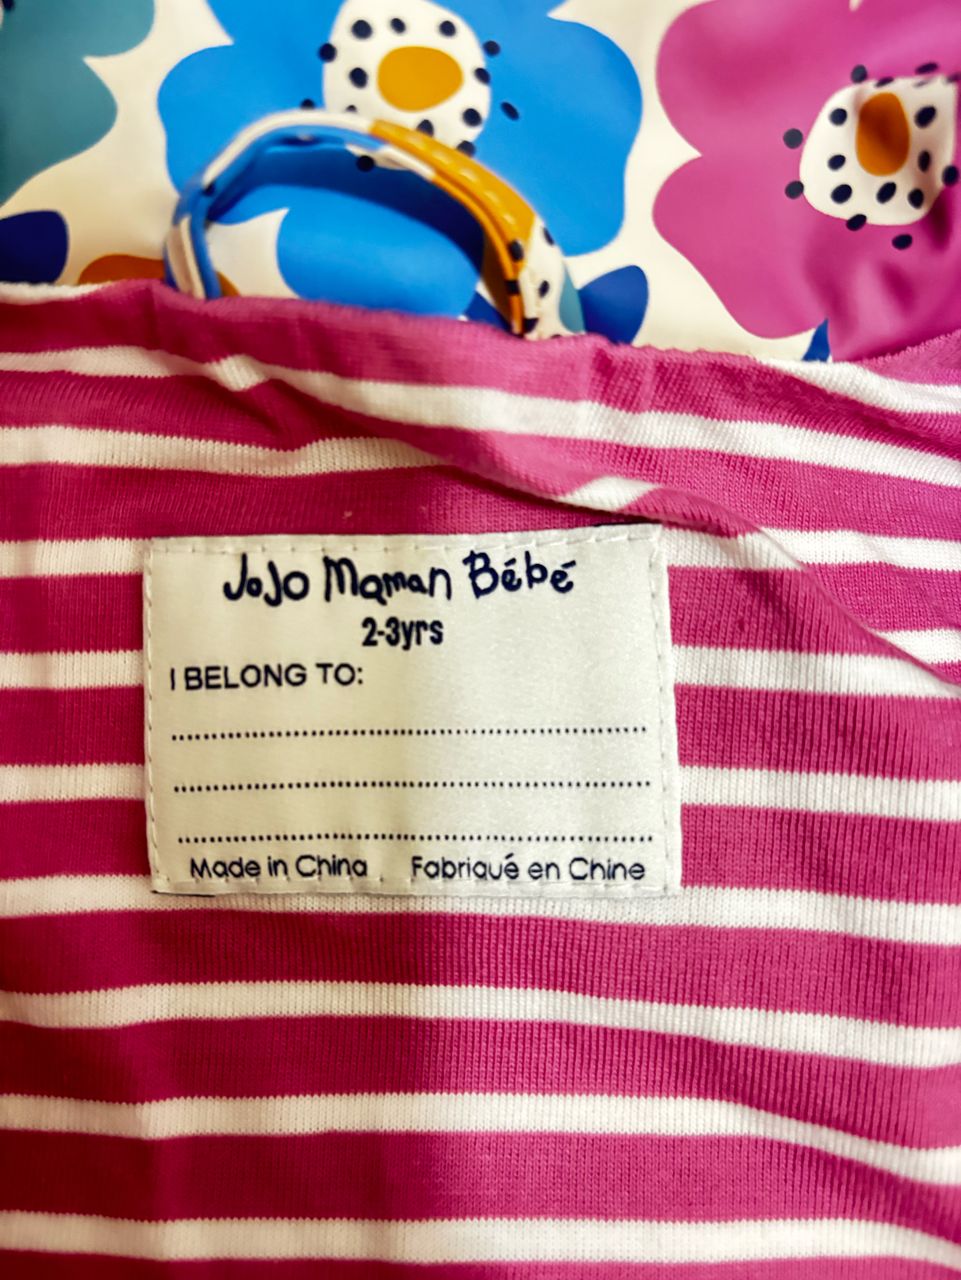 JoJo Maman Bébé
2-3yrs
I BELONG TO:
Made in China Fabriqué en Chine